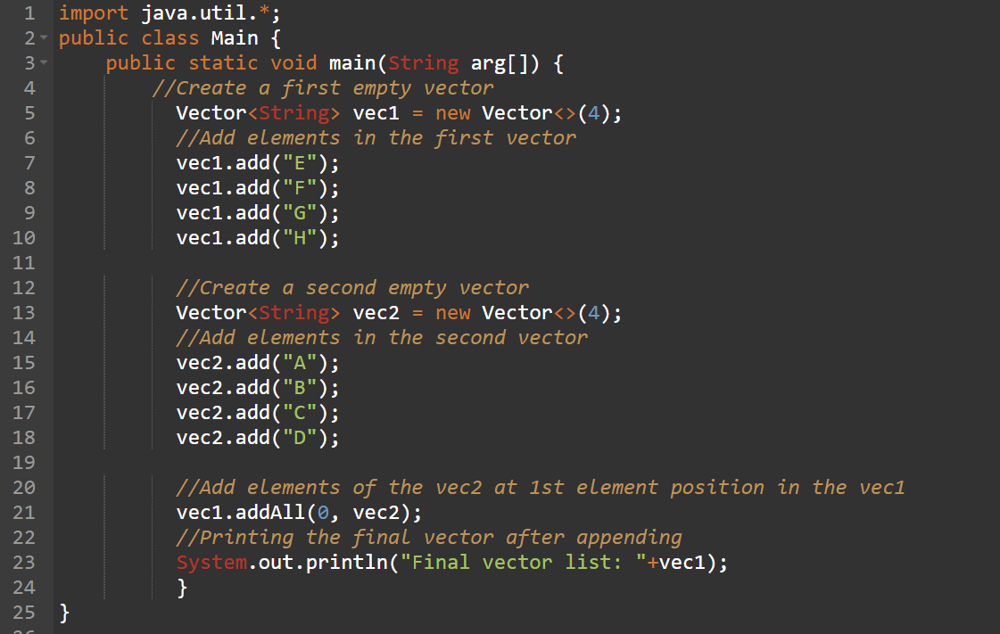 1 import java.util.*;
2 public class Main {
3 public static void main(String arg[]) {
4 //Create a first empty vector
5 Vector<String> vec1 = new Vector<>(4);
6 //Add elements in the first vector
7 vec1.add("E");
8 vec1.add("F");
9 vec1.add("G");
10 vec1.add("H");
11
12 //Create a second empty vector
13 Vector<String> vec2 = new Vector<>(4);
14 //Add elements in the second vector
15 vec2.add("A");
16 vec2.add("B");
17 vec2.add("C");
18 vec2.add("D");
19
20 //Add elements of the vec2 at 1st element position in the vec1
21 vec1.addAll(0, vec2);
22 //Printing the final vector after appending
23 System.out.println("Final vector list: "+vec1);
24 }
25 }